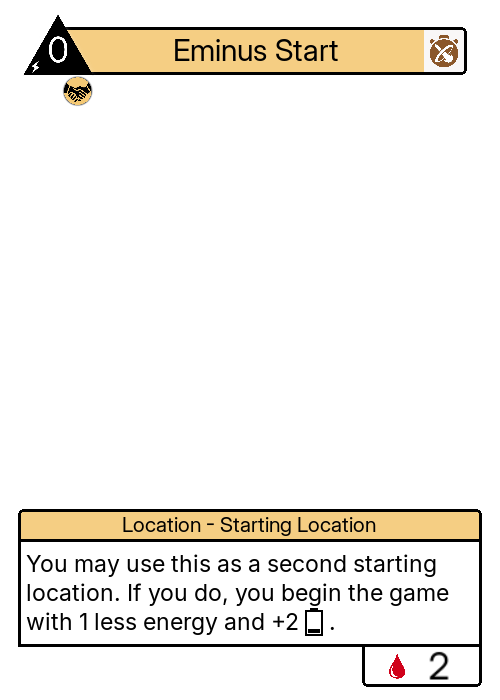 0
Eminus Start
Location - Starting Location
You may use this as a second starting
location. If you do, you begin the game
with 1 less energy and +2 .
2